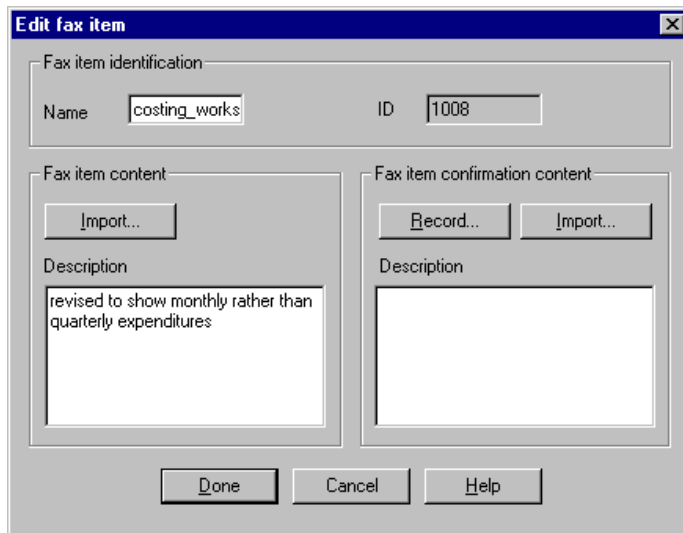 Edit fax item
Fax item identification
Name costing_works ID 1008
Fax item content Fax item confirmation content
Import... Record... Import...
Description Description
revised to show monthly rather than
quarterly expenditures
Done Cancel Help